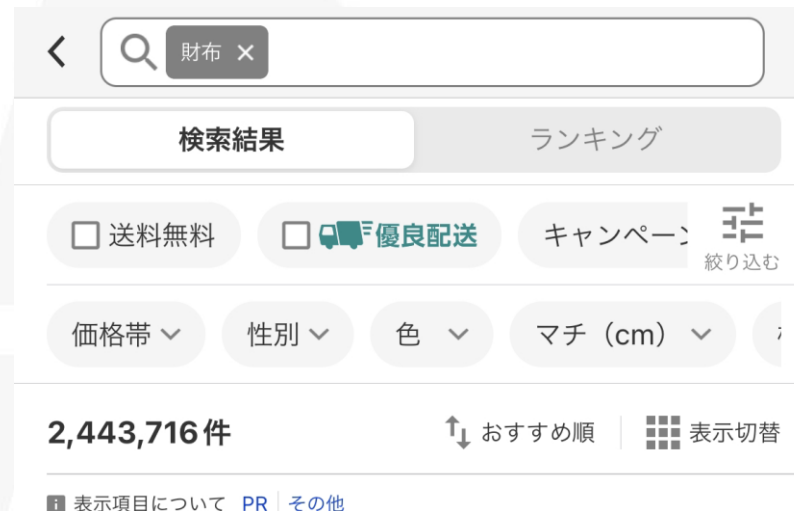 財布 ×
検索結果 ランキング
送料無料 優良配送 キャンペー 絞り込む
価格帯 性別 色 マチ（cm）
2,443,716件 おすすめ順 表示切替
表示項目について PR その他